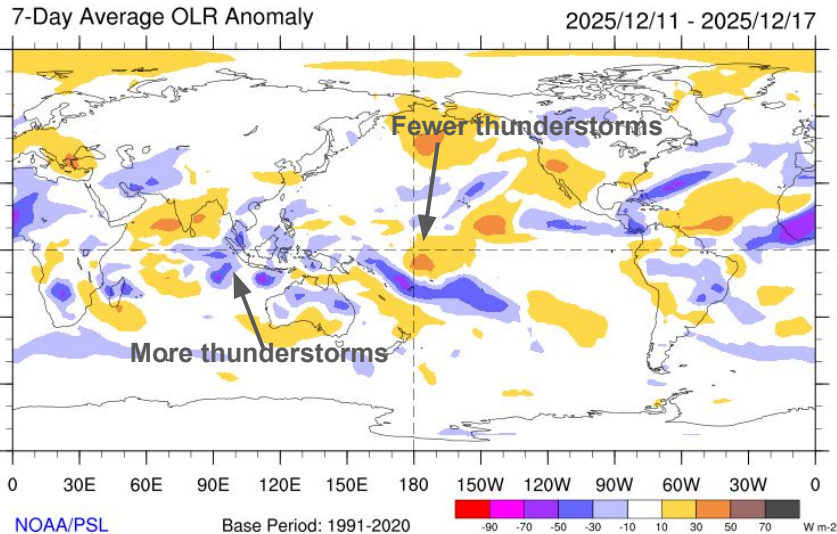 7-Day Average OLR Anomaly 2025/12/11 - 2025/12/17
Fewer thunderstorms
More thunderstorms
0 30E 60E 90E 120E 150E 180 150W 120W 90W 60W 30W 0
NOAA/PSL Base Period: 1991-2020 -90 -70 -50 -30 -10 10 30 50 70 W m-2